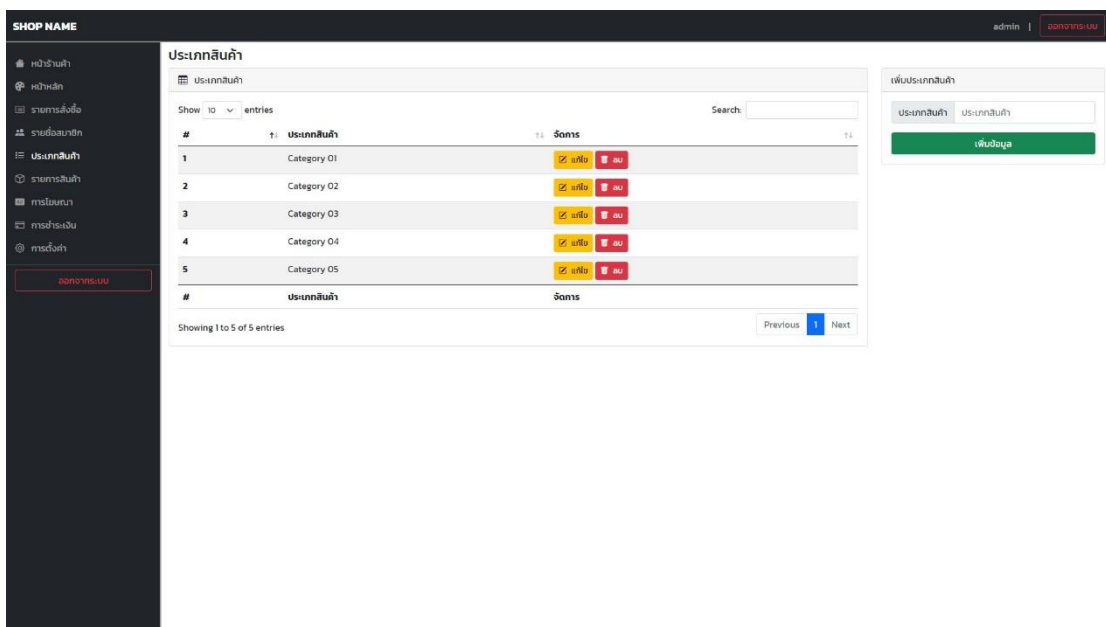 SHOP NAME
admin | ออกจากระบบ
หน้าร้านค้า
หน้าหลัก
รายการสั่งซื้อ
รายชื่อสมาชิก
ประเภทสินค้า
รายการสินค้า
การโฆษณา
การชำระเงิน
การตั้งค่า
ออกจากระบบ
ประเภทสินค้า
ประเภทสินค้า
Show 10 entries Search:
# ประเภทสินค้า จัดการ
1 Category 01 แก้ไข ลบ
2 Category 02 แก้ไข ลบ
3 Category 03 แก้ไข ลบ
4 Category 04 แก้ไข ลบ
5 Category 05 แก้ไข ลบ
# ประเภทสินค้า จัดการ
Showing 1 to 5 of 5 entries Previous 1 Next
เพิ่มประเภทสินค้า
ประเภทสินค้า ประเภทสินค้า
เพิ่มข้อมูล